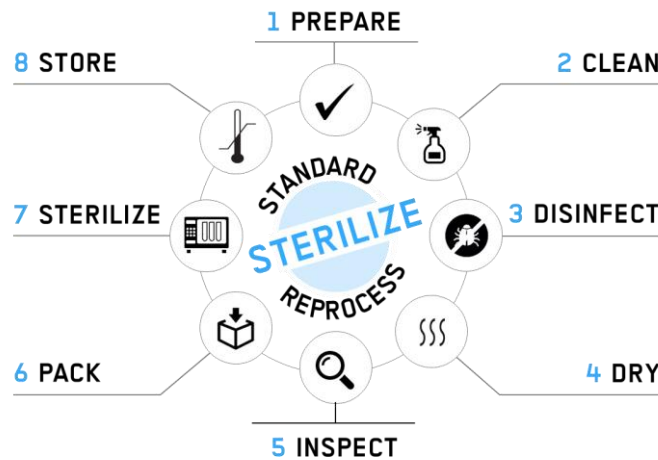 1 PREPARE
8 STORE
2 CLEAN
STANDARD
7 STERILIZE
STERILIZE
3 DISINFECT
REPROCESS
6 PACK
4 DRY
5 INSPECT